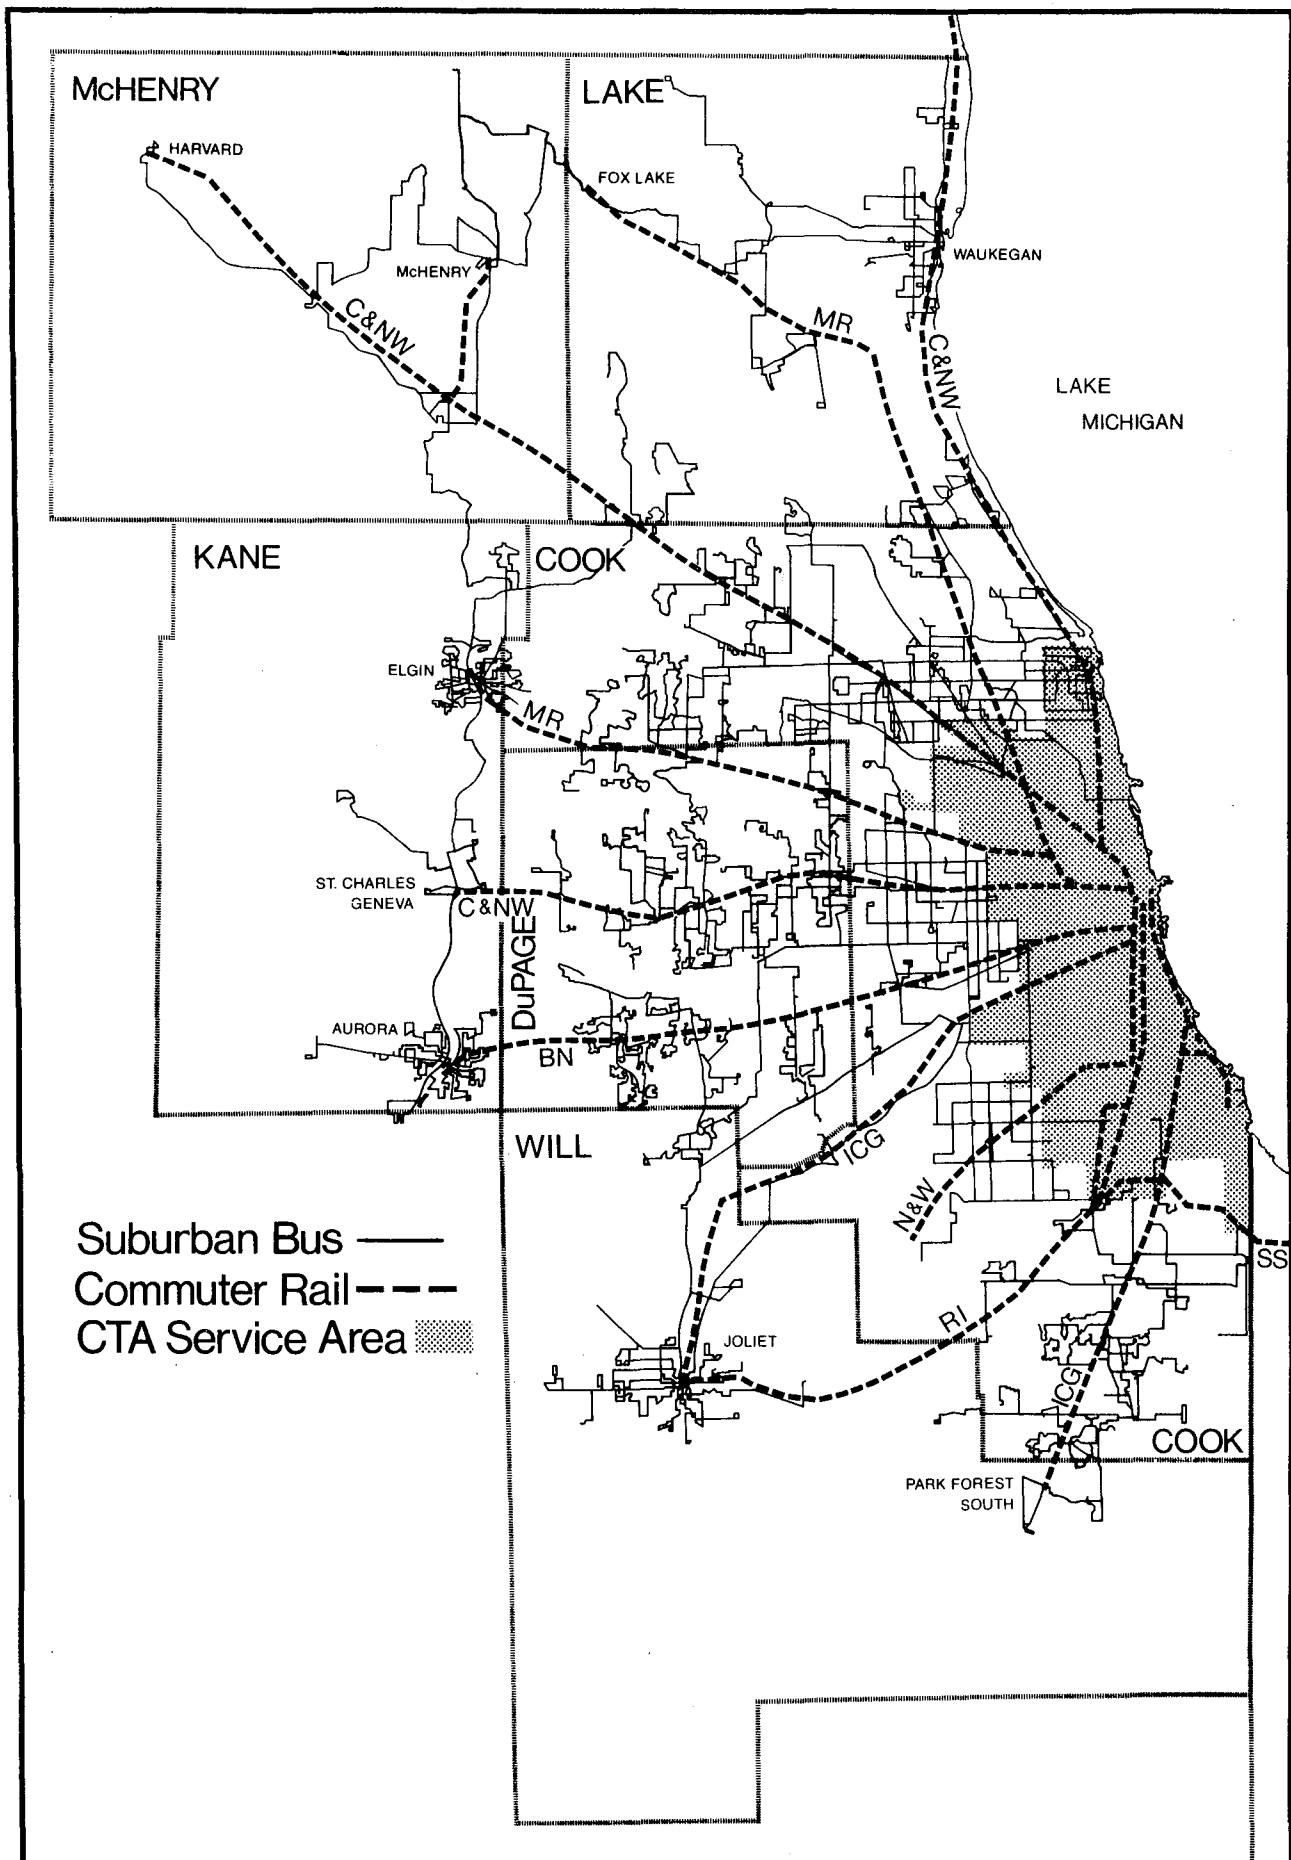 McHENRY
LAKE
HARVARD
FOX LAKE
WAUKEGAN
McHENRY
C&NW
MR
C&NW
LAKE
MICHIGAN
KANE
COOK
ELGIN
MR
ST. CHARLES
GENEVA
C&NW
DuPAGE
AURORA
BN
WILL
ICG
N&W
Suburban Bus
Commuter Rail
CTA Service Area
SS
RI
JOLIET
ICG
COOK
PARK FOREST
SOUTH